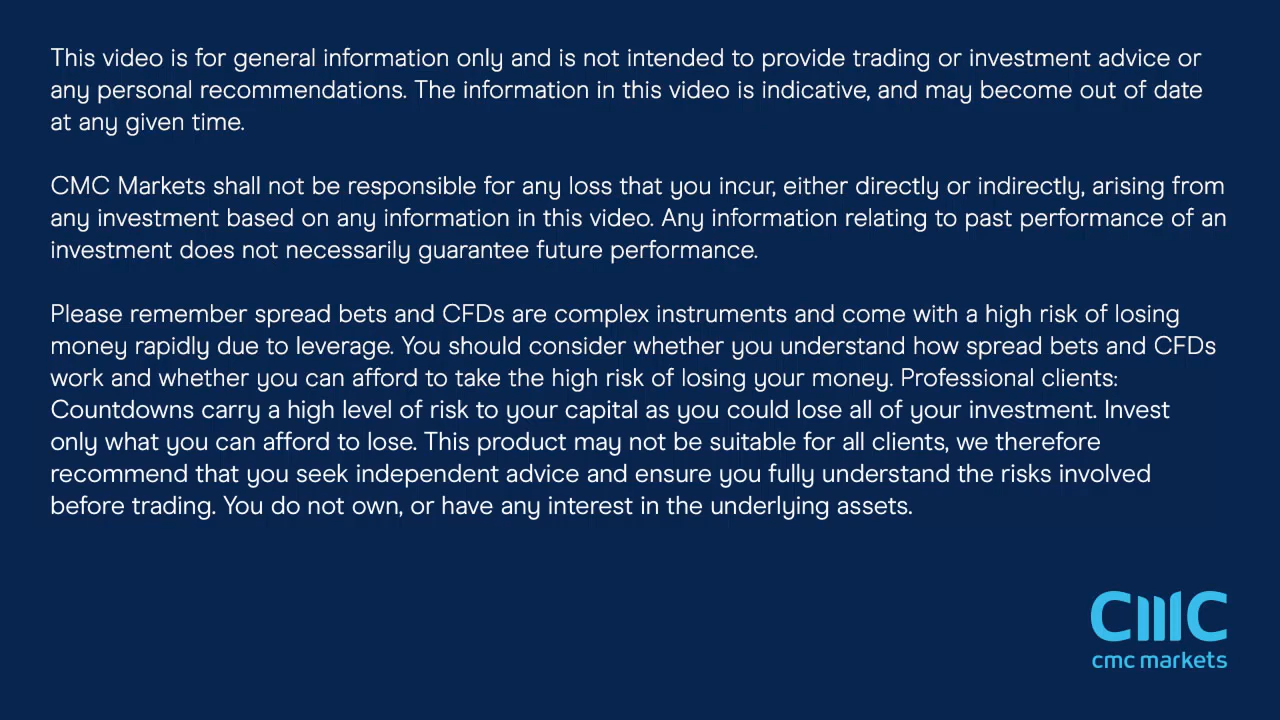 This video is for general information only and is not intended to provide trading or investment advice or
any personal recommendations. The information in this video is indicative, and may become out of date
at any given time.
CMC Markets shall not be responsible for any loss that you incur, either directly or indirectly, arising from
any investment based on any information in this video. Any information relating to past performance of an
investment does not necessarily guarantee future performance.
Please remember spread bets and CFDs are complex instruments and come with a high risk of losing
money rapidly due to leverage. You should consider whether you understand how spread bets and CFDs
work and whether you can afford to take the high risk of losing your money. Professional clients:
Countdowns carry a high level of risk to your capital as you could lose all of your investment. Invest
only what you can afford to lose. This product may not be suitable for all clients, we therefore
recommend that you seek independent advice and ensure you fully understand the risks involved
before trading. You do not own, or have any interest in the underlying assets.
CMC
cmc markets